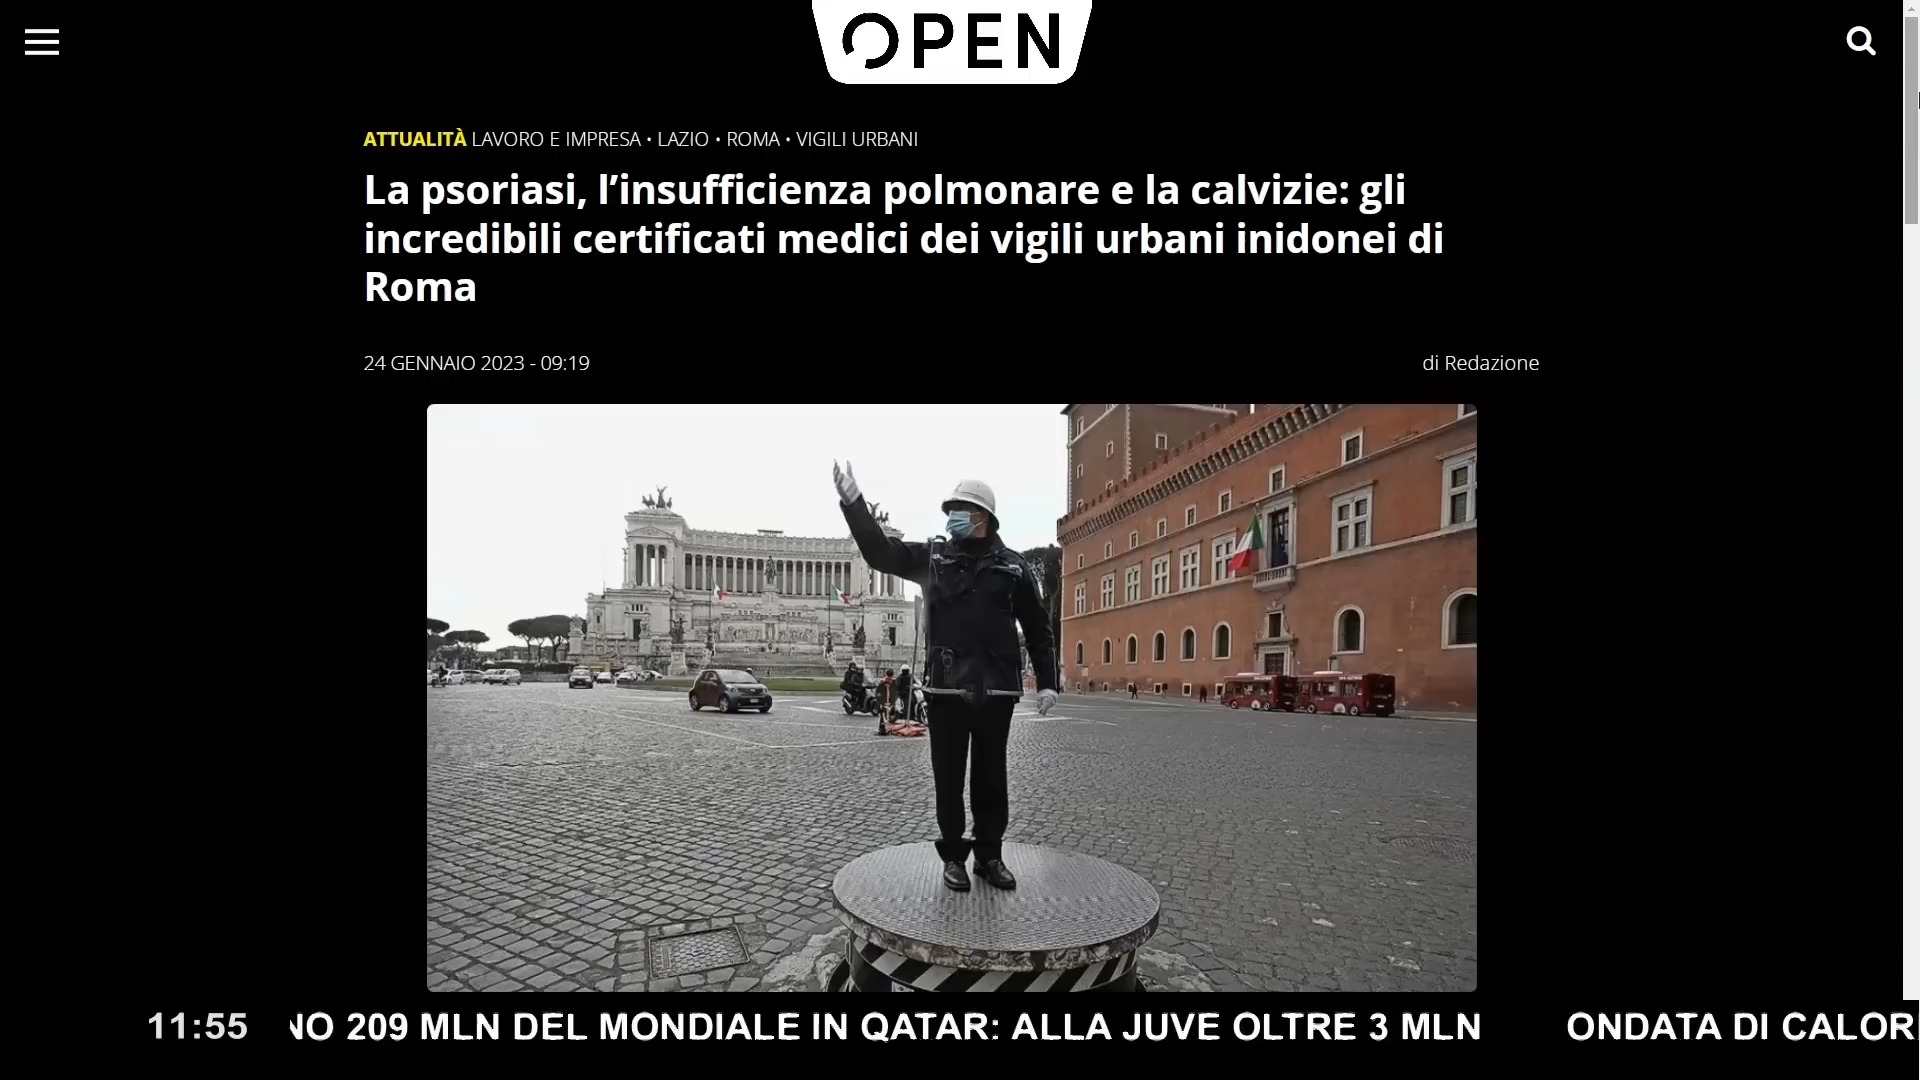 OPEN
ATTUALITÀ LAVORO E IMPRESA • LAZIO • ROMA • VIGILI URBANI
La psoriasi, l’insufficienza polmonare e la calvizie: gli
incredibili certificati medici dei vigili urbani inidonei di
Roma
24 GENNAIO 2023 - 09:19
di Redazione
11:55
NO 209 MLN DEL MONDIALE IN QATAR: ALLA JUVE OLTRE 3 MLN
ONDATA DI CALOR